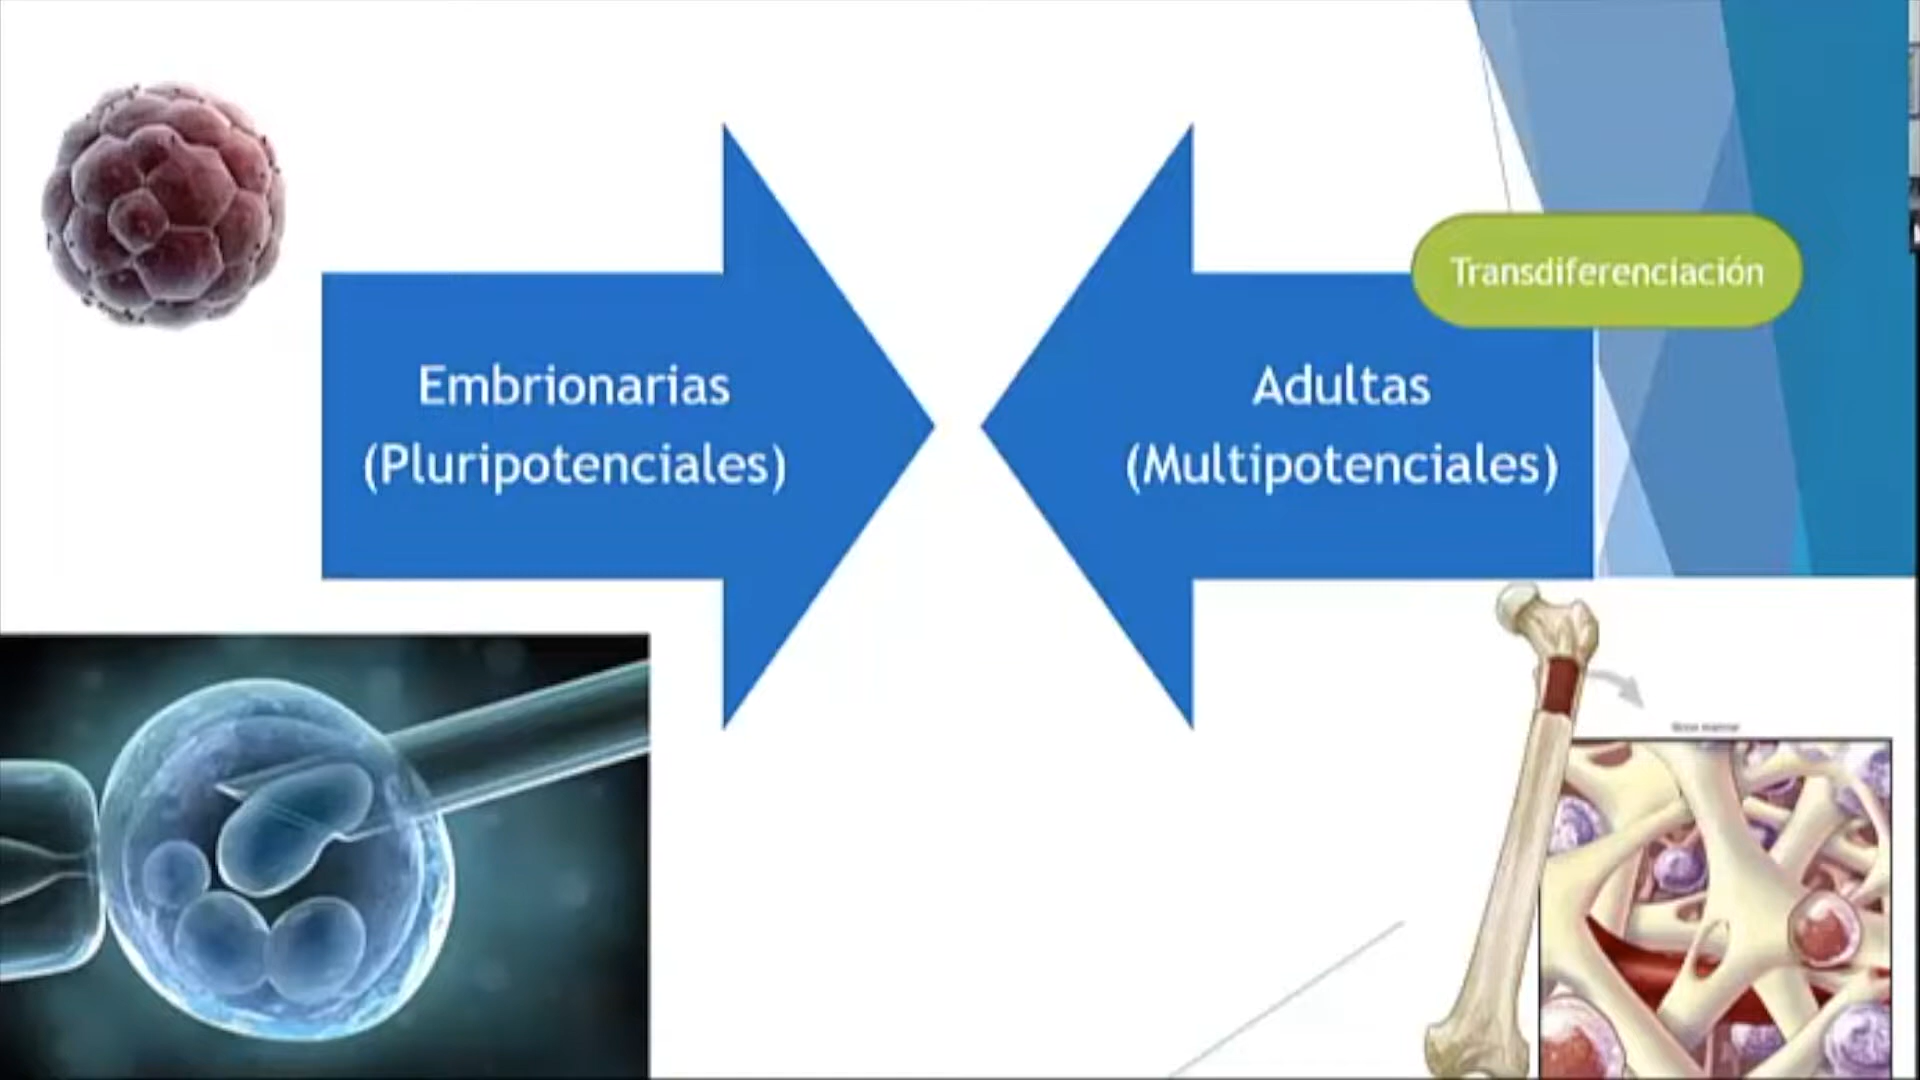 Transdiferenciación
Embrionarias
(Pluripotenciales)
Adultas
(Multipotenciales)